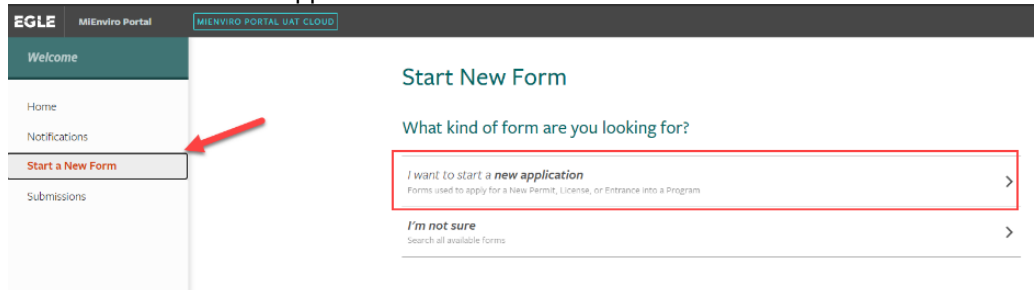 EGLE MiEnviro Portal MIENVIRO PORTAL UAT CLOUD
Welcome
Home
Notifications
Start a New Form
Submissions
Start New Form
What kind of form are you looking for?
I want to start a new application
Forms used to apply for a New Permit, License, or Entrance into a Program
I'm not sure
Search all available forms